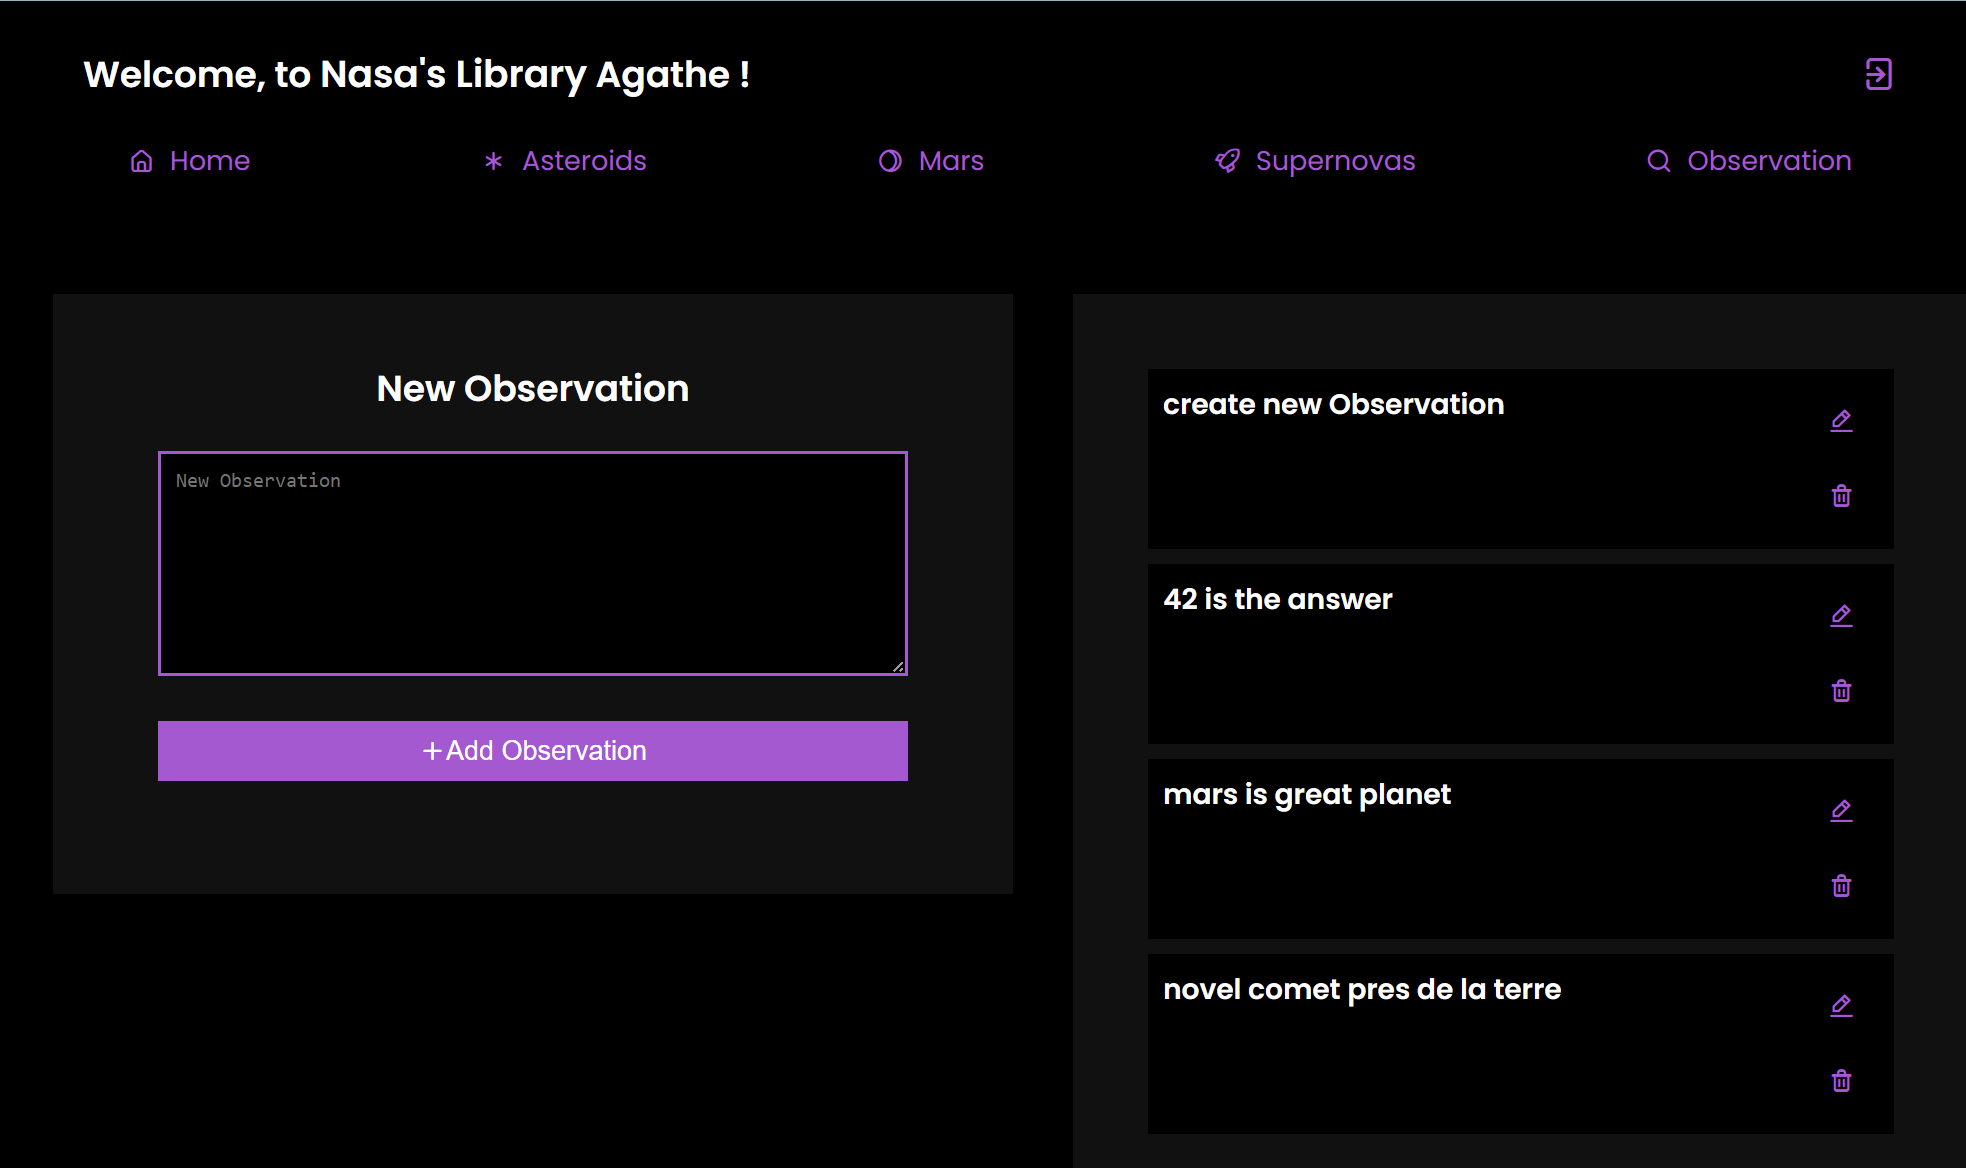 Welcome, to Nasa's Library Agathe !
Home
Asteroids
Mars
Supernovas
Observation
New Observation
New Observation
+Add Observation
create new Observation
42 is the answer
mars is great planet
novel comet pres de la terre